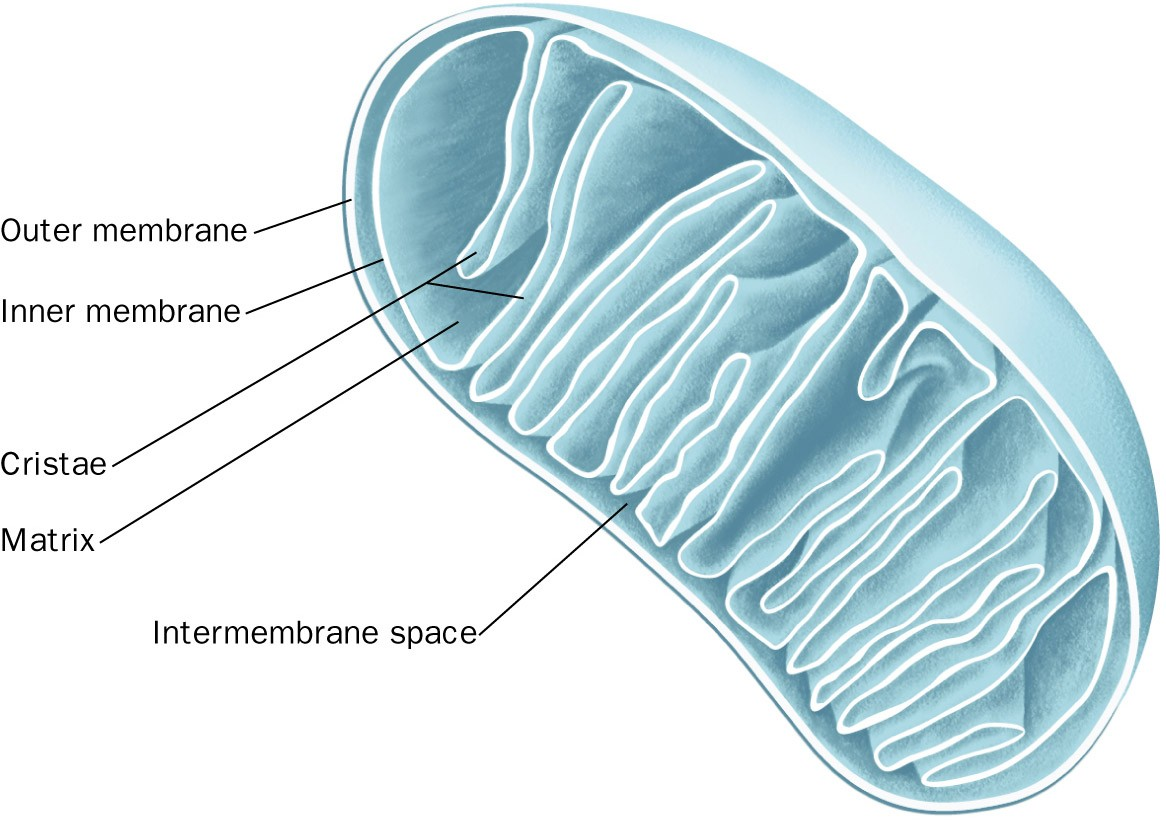 Outer membrane
Inner membrane
Cristae
Matrix
Intermembrane space